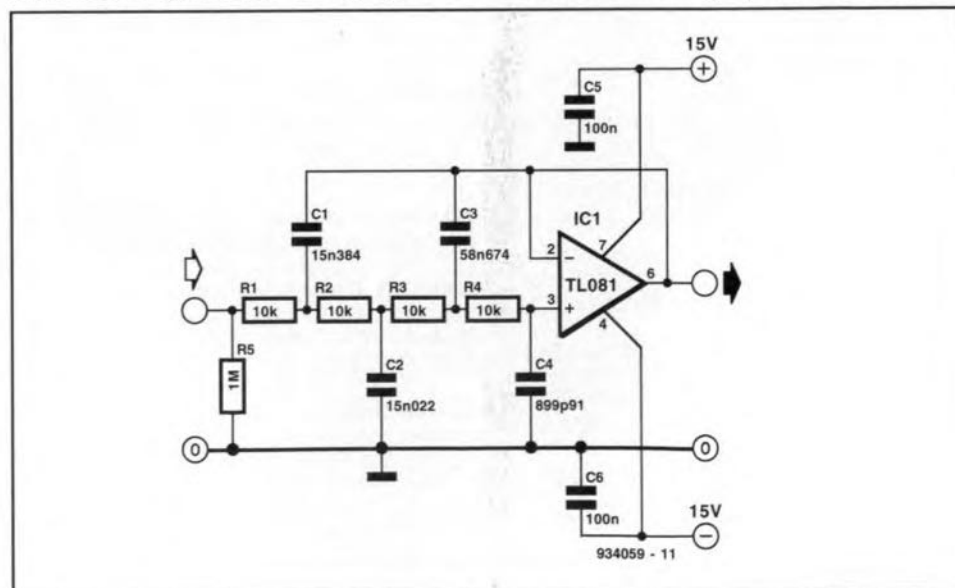 15V
+
C5
100n
C1
15n384
C3
58n674
IC1
2
7
−
TL081
6
3
+
4
R1
10k
R2
10k
R3
10k
R4
10k
R5
1M
C2
15n022
C4
899p91
0
0
C6
100n
15V
−
934059 - 11